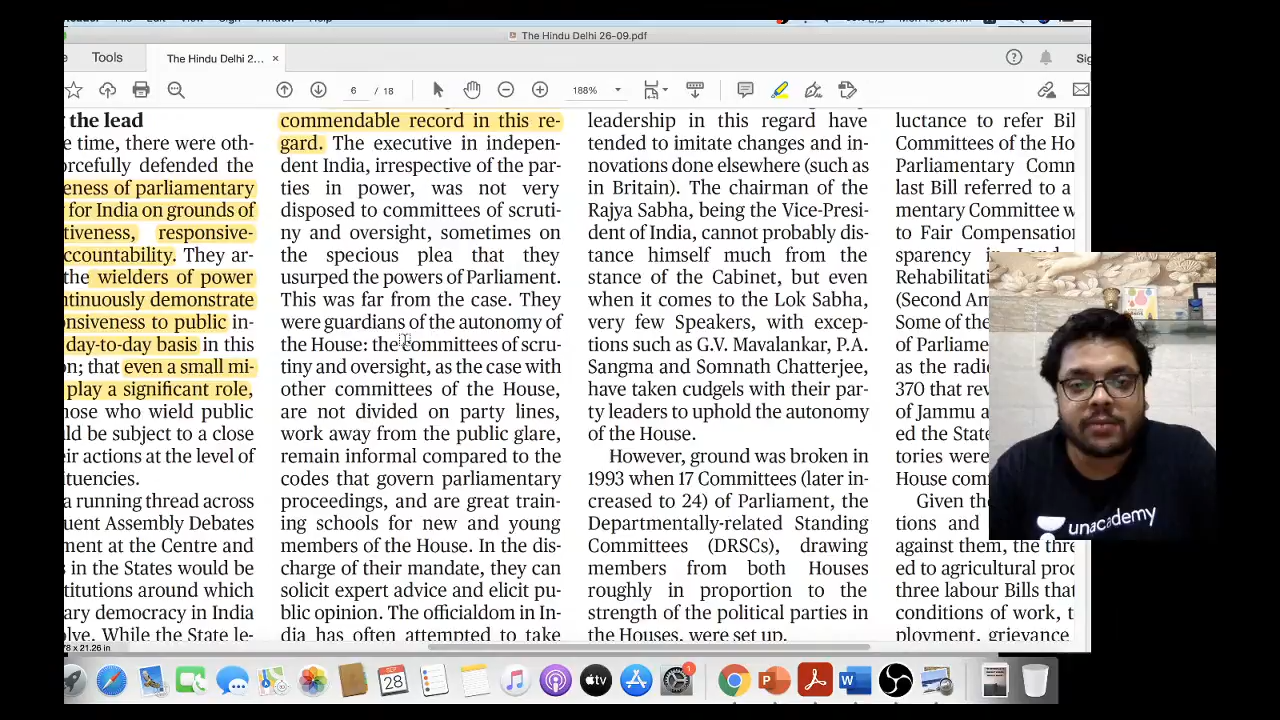 The Hindu Delhi 26-09.pdf
Tools
The Hindu Delhi 2... ×
6 / 18
188%
the lead
e time, there were oth-
orcefully defended the
eness of parliamentary
for India on grounds of
tiveness, responsive-
ccountability. They ar-
the wielders of power
ntinuously demonstrate
onsiveness to public in-
day-to-day basis in this
on; that even a small mi-
play a significant role,
hose who wield public
ld be subject to a close
eir actions at the level of
tituencies.
a running thread across
quent Assembly Debates
ment at the Centre and
s in the States would be
titutions around which
ary democracy in India
olve. While the State le-
commendable record in this re-
gard. The executive in indepen-
dent India, irrespective of the par-
ties in power, was not very
disposed to committees of scruti-
ny and oversight, sometimes on
the specious plea that they
usurped the powers of Parliament.
This was far from the case. They
were guardians of the autonomy of
the House: the committees of scru-
tiny and oversight, as the case with
other committees of the House,
are not divided on party lines,
work away from the public glare,
remain informal compared to the
codes that govern parliamentary
proceedings, and are great train-
ing schools for new and young
members of the House. In the dis-
charge of their mandate, they can
solicit expert advice and elicit pu-
blic opinion. The officialdom in In-
dia has often attempted to take
leadership in this regard have
tended to imitate changes and in-
novations done elsewhere (such as
in Britain). The chairman of the
Rajya Sabha, being the Vice-Presi-
dent of India, cannot probably dis-
tance himself much from the
stance of the Cabinet, but even
when it comes to the Lok Sabha,
very few Speakers, with excep-
tions such as G.V. Mavalankar, P.A.
Sangma and Somnath Chatterjee,
have taken cudgels with their par-
ty leaders to uphold the autonomy
of the House.
However, ground was broken in
1993 when 17 Committees (later in-
creased to 24) of Parliament, the
Departmentally-related Standing
Committees (DRSCs), drawing
members from both Houses
roughly in proportion to the
strength of the political parties in
the Houses, were set up.
luctance to refer Bil
Committees of the Ho
Parliamentary Comm
last Bill referred to a
mentary Committee w
to Fair Compensation
sparency in Land
Rehabilitati
(Second Am
Some of the
of Parliame
as the radic
370 that rev
of Jammu a
ed the State
tories were
House com
Given the
tions and
against them, the thre
ed to agricultural prod
three labour Bills that
conditions of work, t
ployment, grievance
unacademy
SEP
28
tv
1